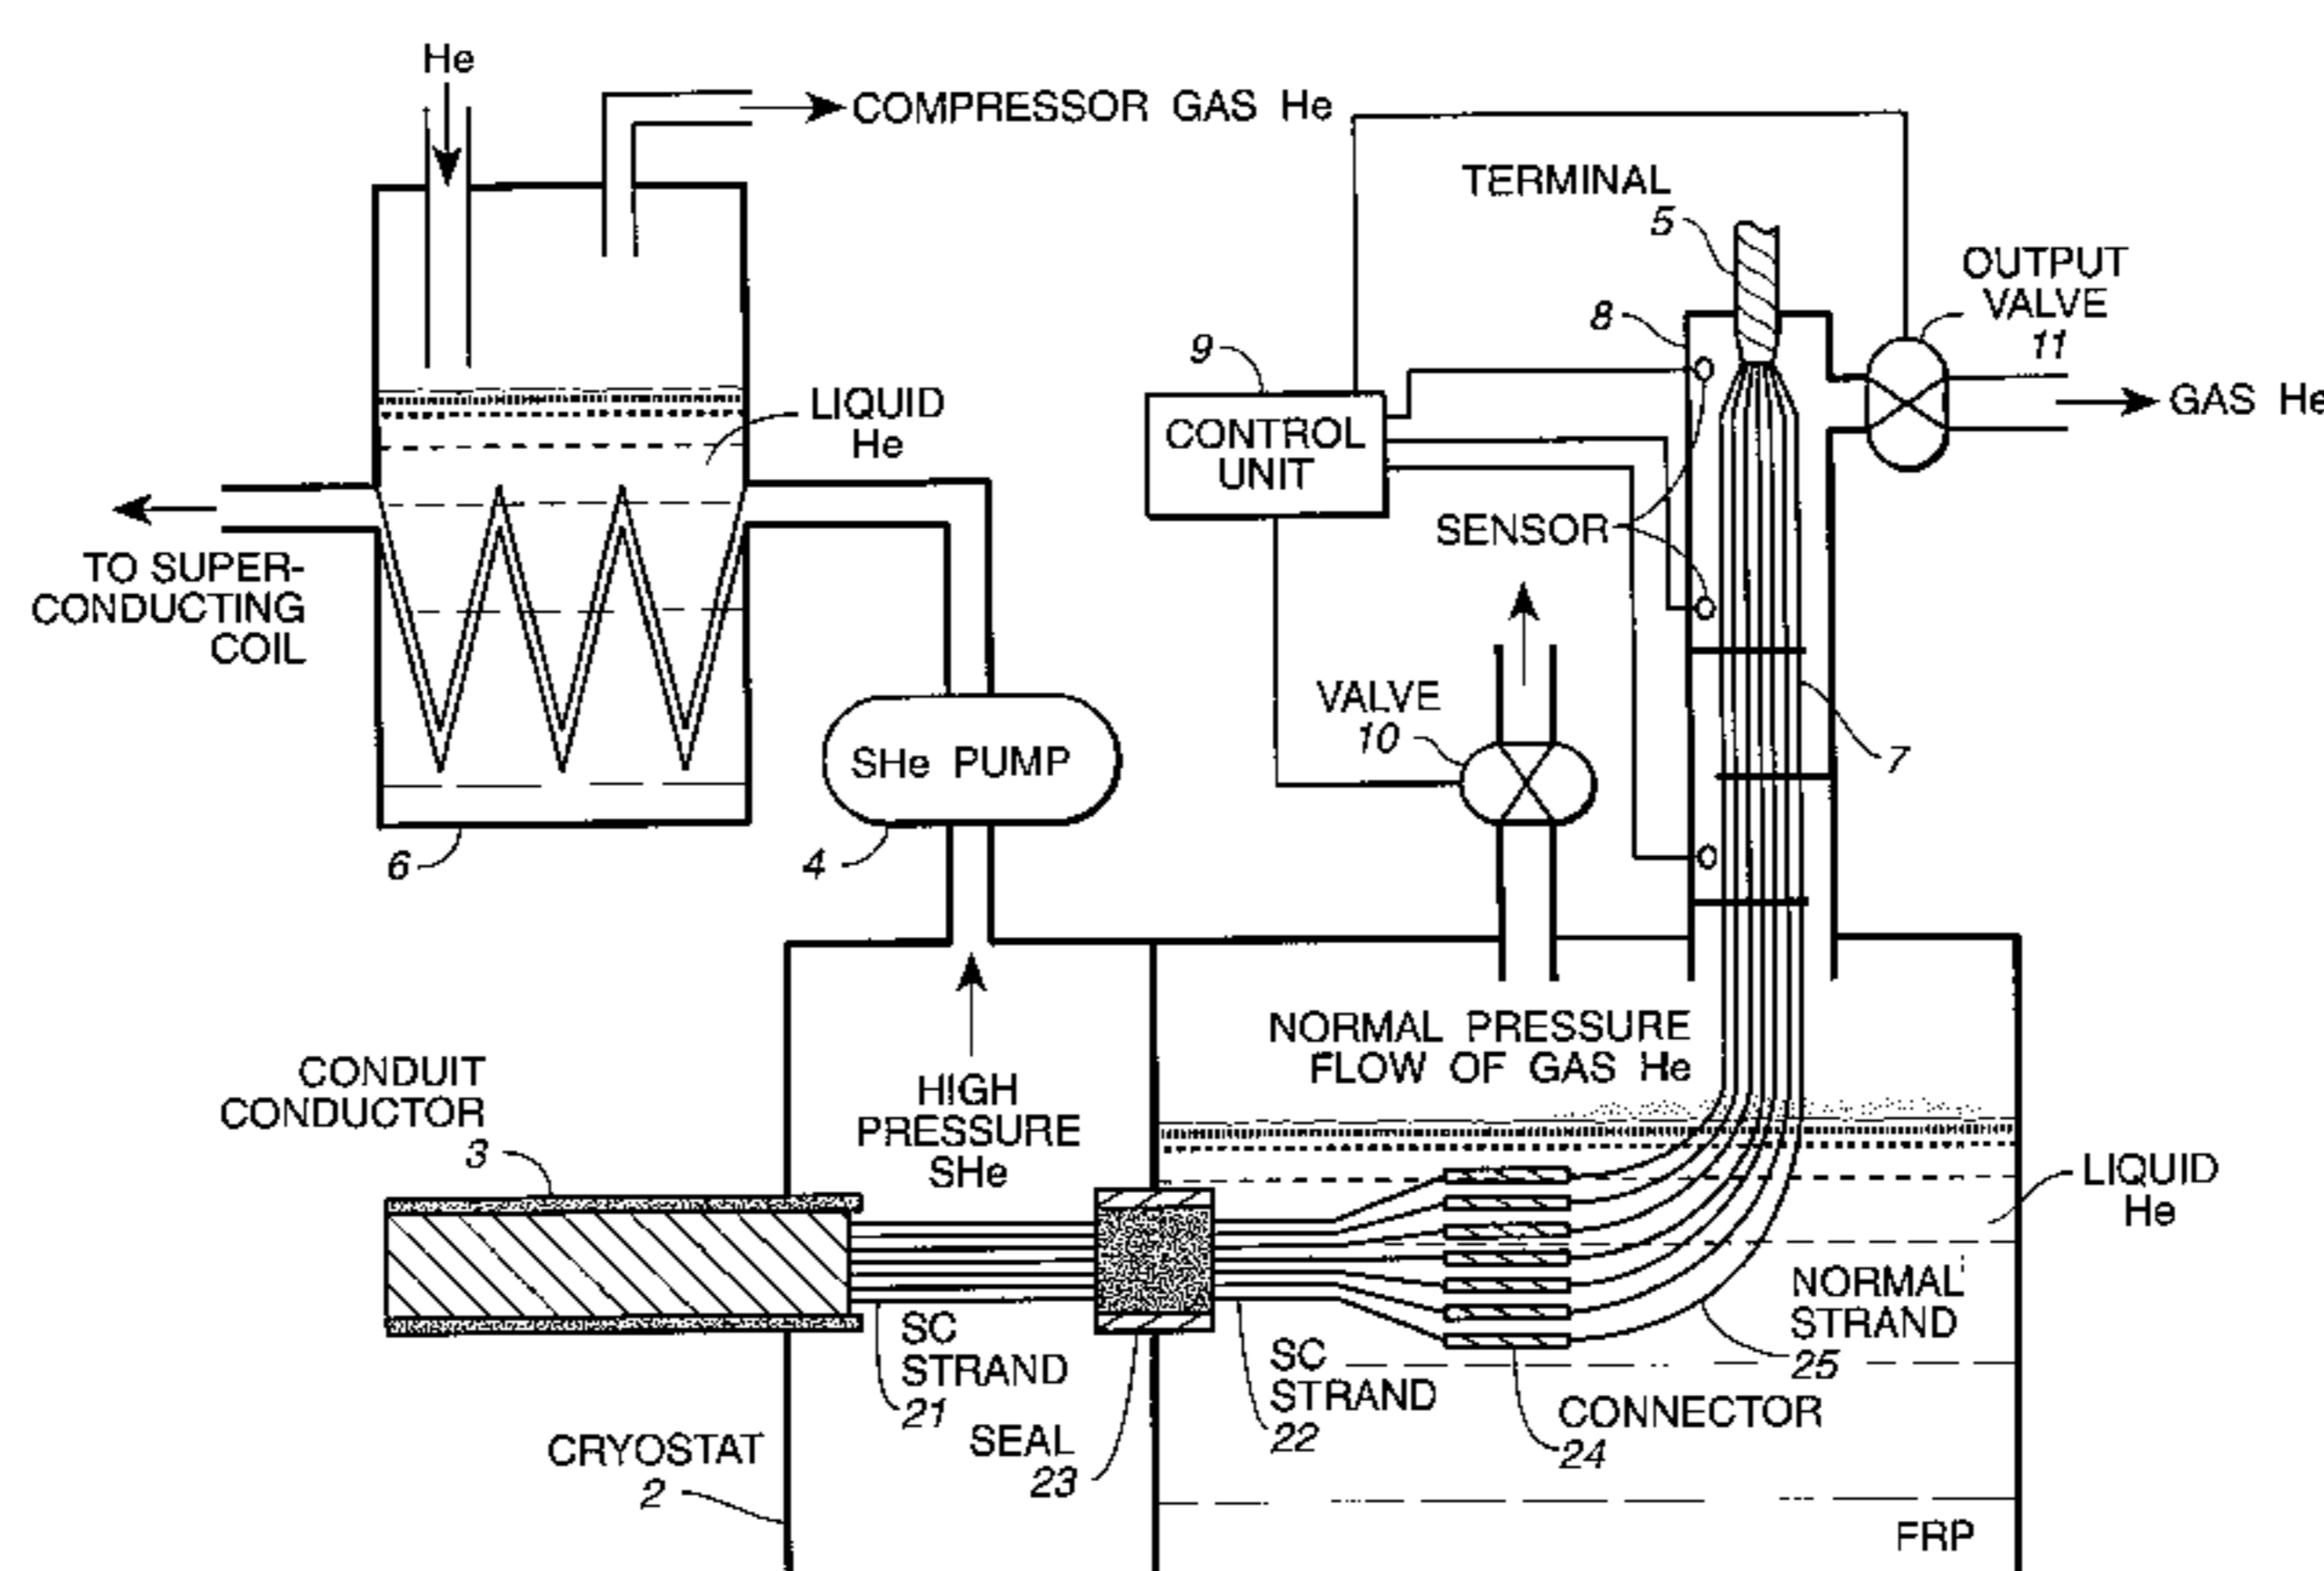 He
COMPRESSOR GAS He
TERMINAL
5
OUTPUT
VALVE
11
8
9
GAS He
LIQUID
He
CONTROL
UNIT
SENSOR
TO SUPER-
CONDUCTING
COIL
VALVE
10
SHe PUMP
7
6
4
NORMAL PRESSURE
FLOW OF GAS He
CONDUIT
CONDUCTOR
3
HIGH
PRESSURE
SHe
LIQUID
He
NORMAL
STRAND
25
SC
STRAND
21
SC
STRAND
22
CONNECTOR
24
CRYOSTAT
2
SEAL
23
FRP